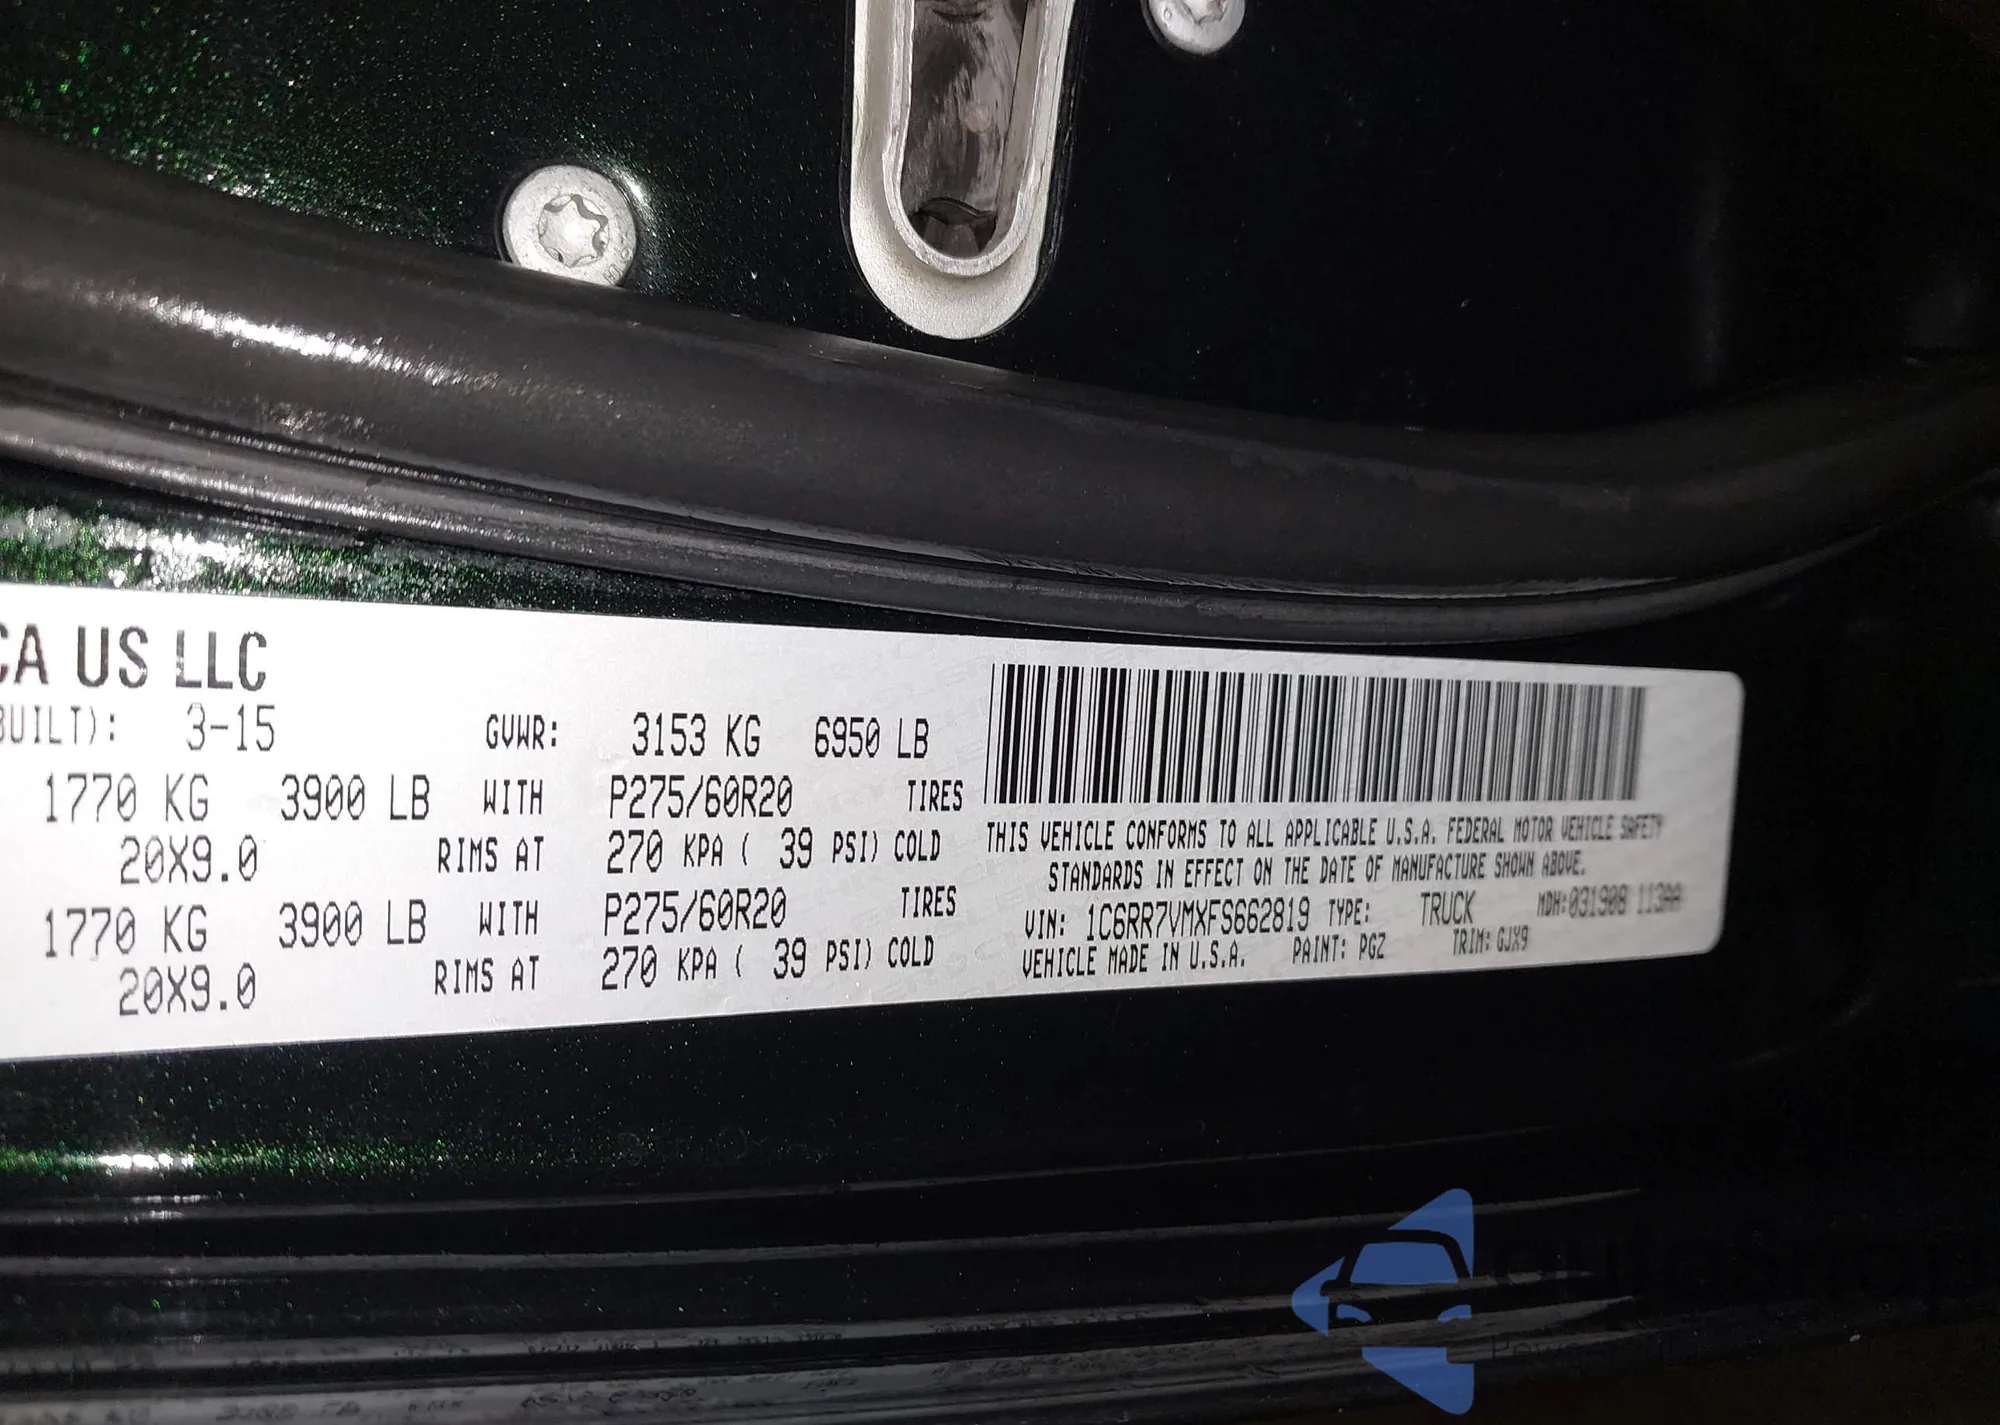 CA US LLC
BUILT): 3-15 GVWR: 3153 KG 6950 LB
1770 KG 3900 LB WITH P275/60R20 TIRES
20X9.0 RIMS AT 270 KPA ( 39 PSI) COLD
1770 KG 3900 LB WITH P275/60R20 TIRES
20X9.0 RIMS AT 270 KPA ( 39 PSI) COLD
THIS VEHICLE CONFORMS TO ALL APPLICABLE U.S.A. FEDERAL MOTOR VEHICLE SAFETY
STANDARDS IN EFFECT ON THE DATE OF MANUFACTURE SHOWN ABOVE.
VIN: 1C6RR7VMXFS662819 TYPE: TRUCK MDH:031908 113AA
VEHICLE MADE IN U.S.A. PAINT: PGZ TRIM: GJX9